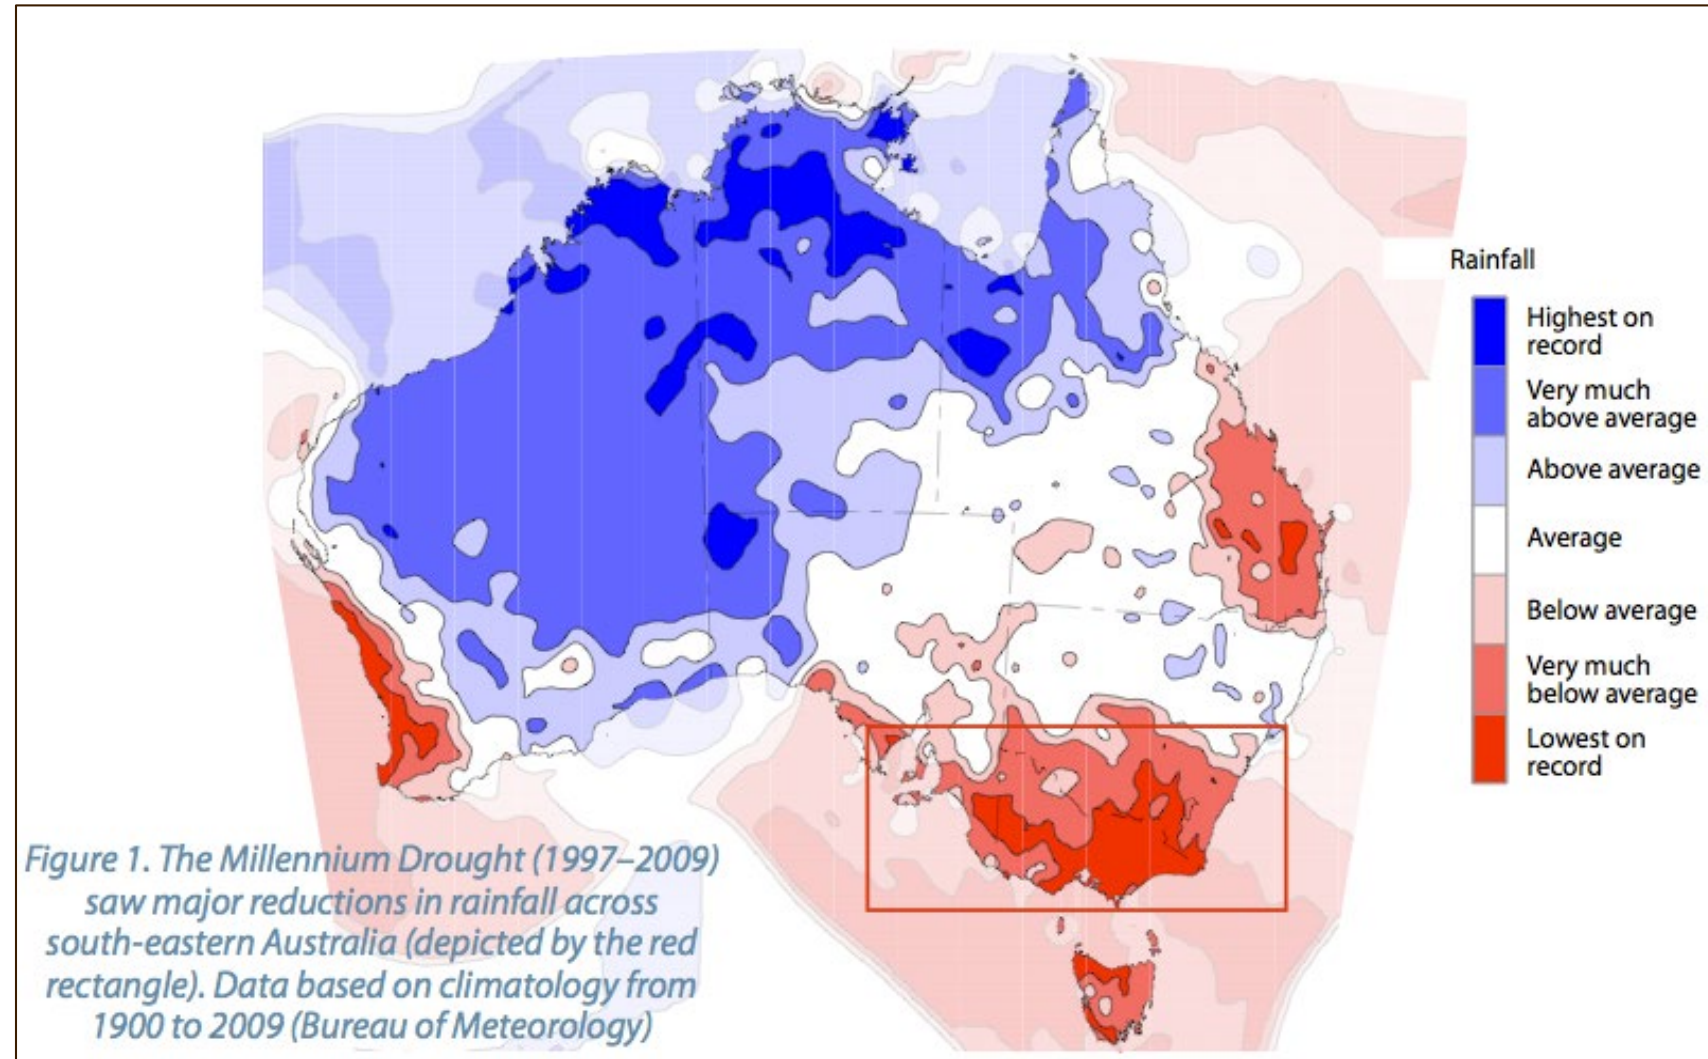 Rainfall
Highest on
record
Very much
above average
Above average
Average
Below average
Very much
below average
Lowest on
record
Figure 1. The Millennium Drought (1997–2009)
saw major reductions in rainfall across
south-eastern Australia (depicted by the red
rectangle). Data based on climatology from
1900 to 2009 (Bureau of Meteorology)